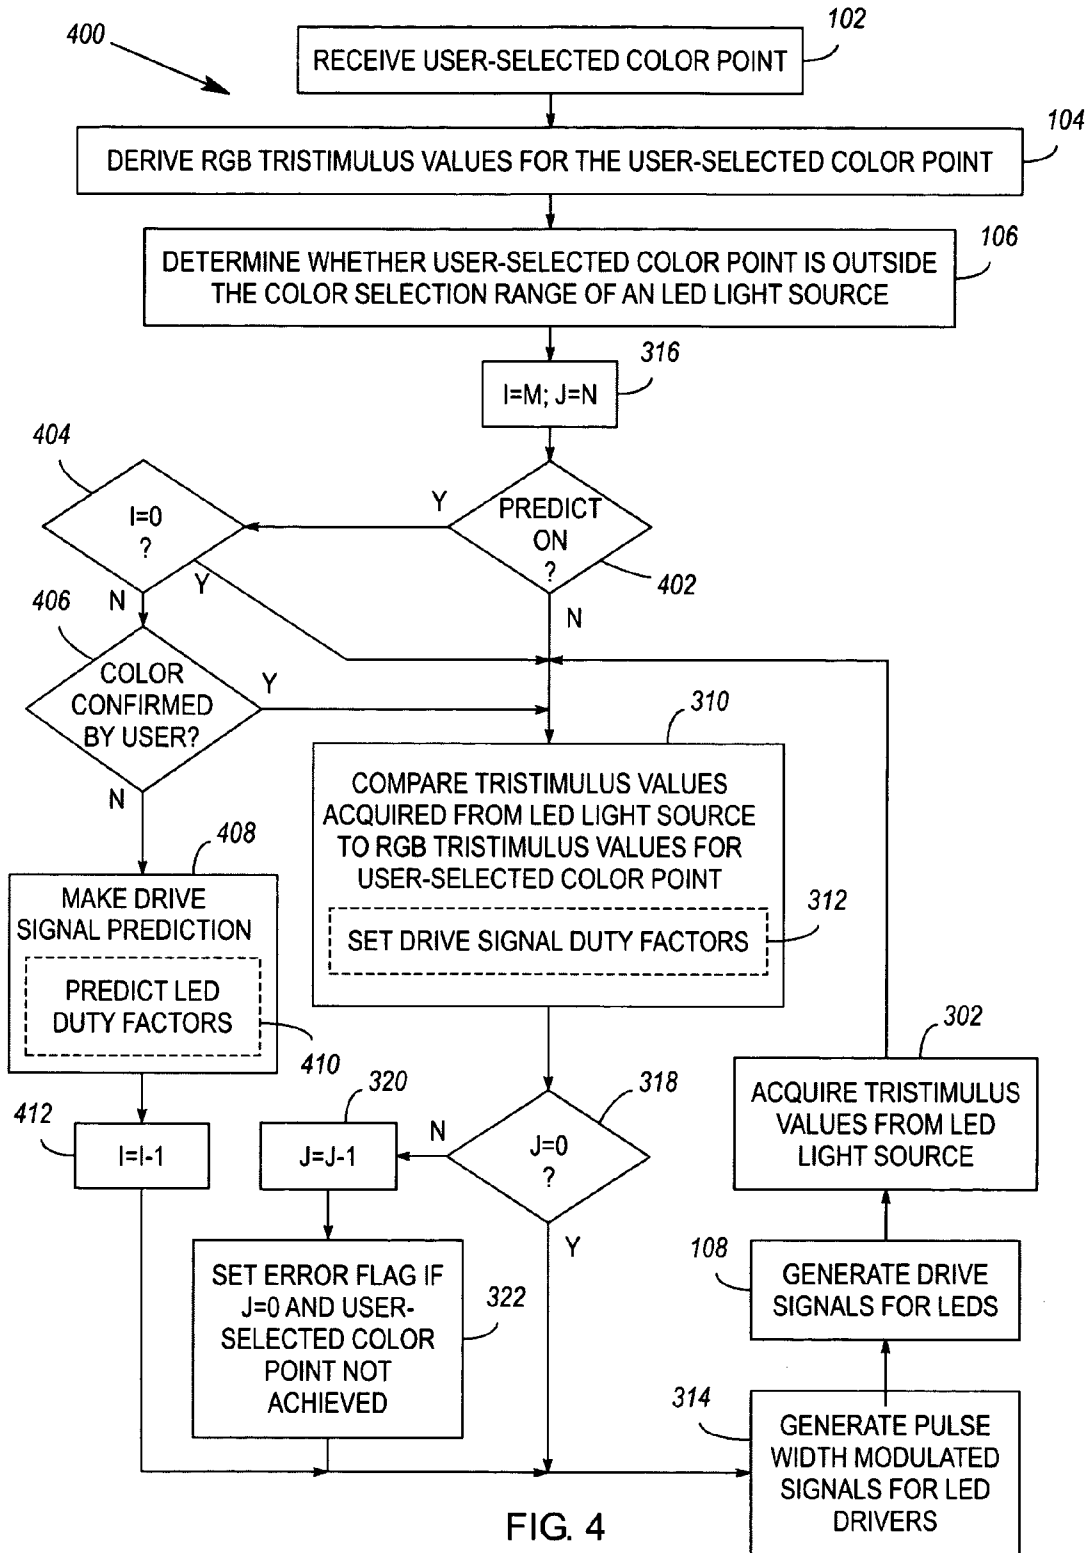 400
102
RECEIVE USER-SELECTED COLOR POINT
104
DERIVE RGB TRISTIMULUS VALUES FOR THE USER-SELECTED COLOR POINT
106
DETERMINE WHETHER USER-SELECTED COLOR POINT IS OUTSIDE
THE COLOR SELECTION RANGE OF AN LED LIGHT SOURCE
316
I=M; J=N
404
I=0
?
Y
N
Y
PREDICT
ON
?
402
N
406
COLOR
CONFIRMED
BY USER?
Y
N
310
COMPARE TRISTIMULUS VALUES
ACQUIRED FROM LED LIGHT SOURCE
TO RGB TRISTIMULUS VALUES FOR
USER-SELECTED COLOR POINT
312
SET DRIVE SIGNAL DUTY FACTORS
408
MAKE DRIVE
SIGNAL PREDICTION
PREDICT LED
DUTY FACTORS
410
412
I=I-1
320
J=J-1
N
318
J=0
?
Y
SET ERROR FLAG IF
J=0 AND USER-
SELECTED COLOR
POINT NOT
ACHIEVED
322
302
ACQUIRE TRISTIMULUS
VALUES FROM LED
LIGHT SOURCE
108
GENERATE DRIVE
SIGNALS FOR LEDS
314
GENERATE PULSE
WIDTH MODULATED
SIGNALS FOR LED
DRIVERS
FIG. 4